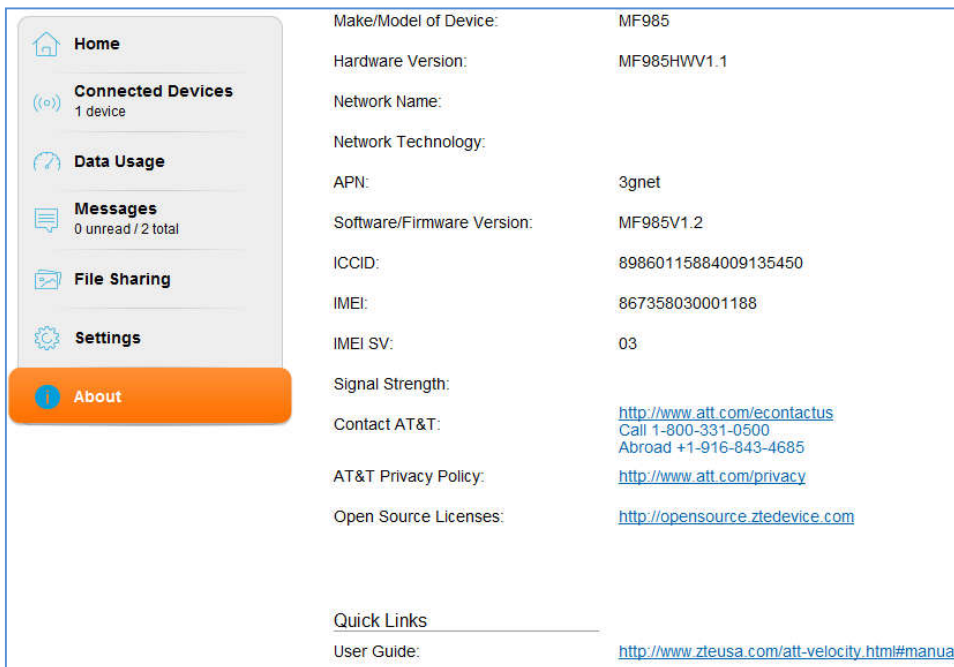 Home
Connected Devices
1 device
Data Usage
Messages
0 unread / 2 total
File Sharing
Settings
About
Make/Model of Device: MF985
Hardware Version: MF985HWV1.1
Network Name:
Network Technology:
APN: 3gnet
Software/Firmware Version: MF985V1.2
ICCID: 89860115884009135450
IMEI: 867358030001188
IMEI SV: 03
Signal Strength:
Contact AT&T: http://www.att.com/econtactus
Call 1-800-331-0500
Abroad +1-916-843-4685
AT&T Privacy Policy: http://www.att.com/privacy
Open Source Licenses: http://opensource.ztedevice.com
Quick Links
User Guide: http://www.zteusa.com/att-velocity.html#manua